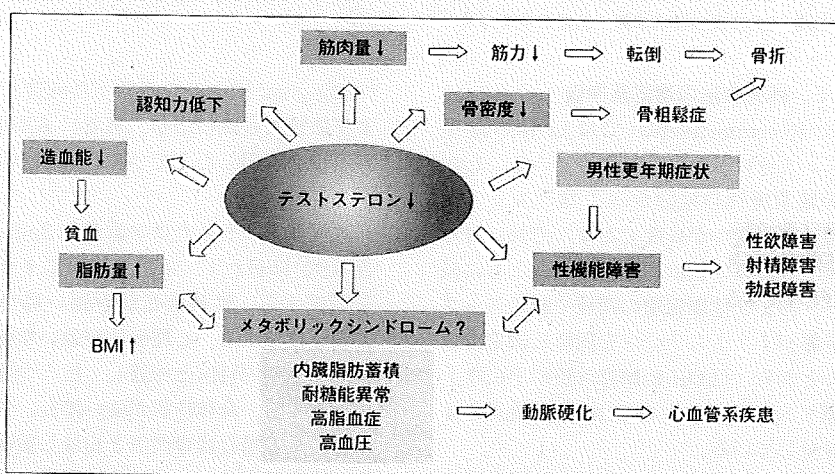 筋肉量↓
筋力↓
転倒
骨折
認知力低下
骨密度↓
骨粗鬆症
造血能↓
男性更年期症状
テストステロン↓
貧血
脂肪量↑
性機能障害
性欲障害
射精障害
勃起障害
メタボリックシンドローム？
BMI↑
内臓脂肪蓄積
耐糖能異常
高脂血症
高血圧
動脈硬化
心血管系疾患